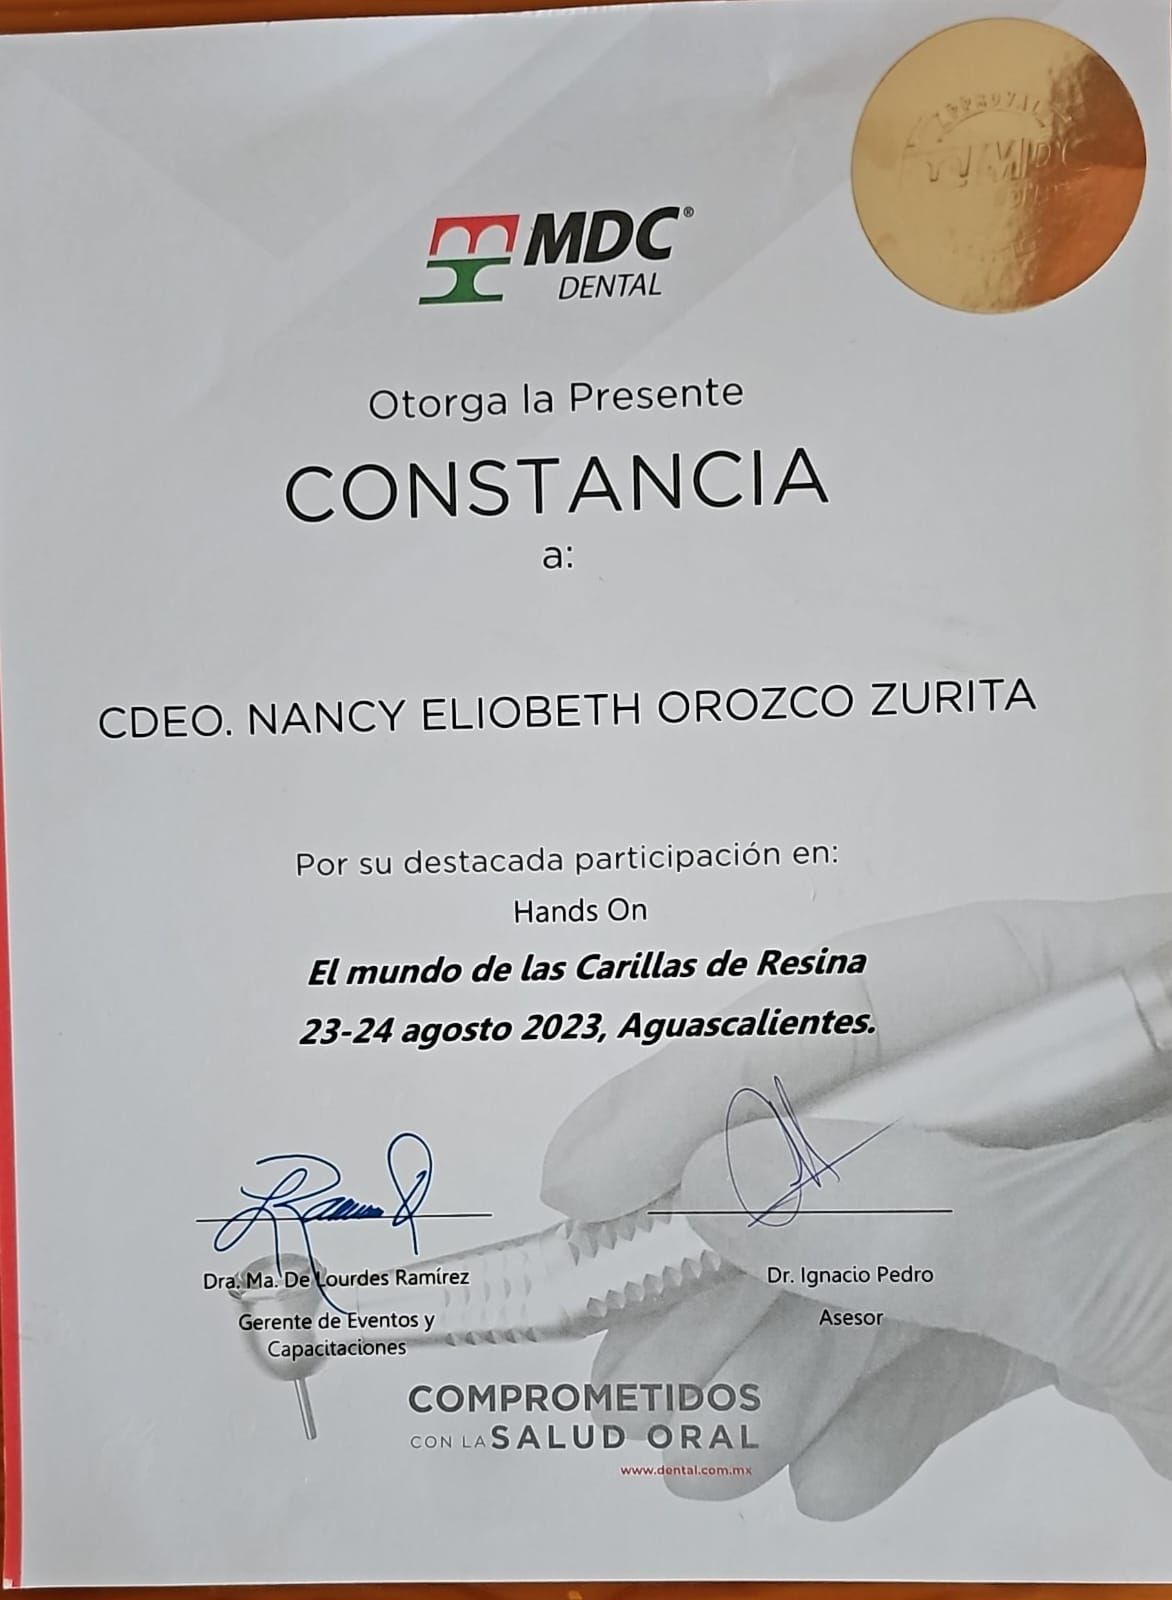 APPROVAL
MDC®
DENTAL
Otorga la Presente
CONSTANCIA
a:
CDEO. NANCY ELIOBETH OROZCO ZURITA
Por su destacada participación en:
Hands On
El mundo de las Carillas de Resina
23-24 agosto 2023, Aguascalientes.
Dra. Ma. De Lourdes Ramírez
Gerente de Eventos y
Capacitaciones
Dr. Ignacio Pedro
Asesor
COMPROMETIDOS
CON LA SALUD ORAL
www.dental.com.mx